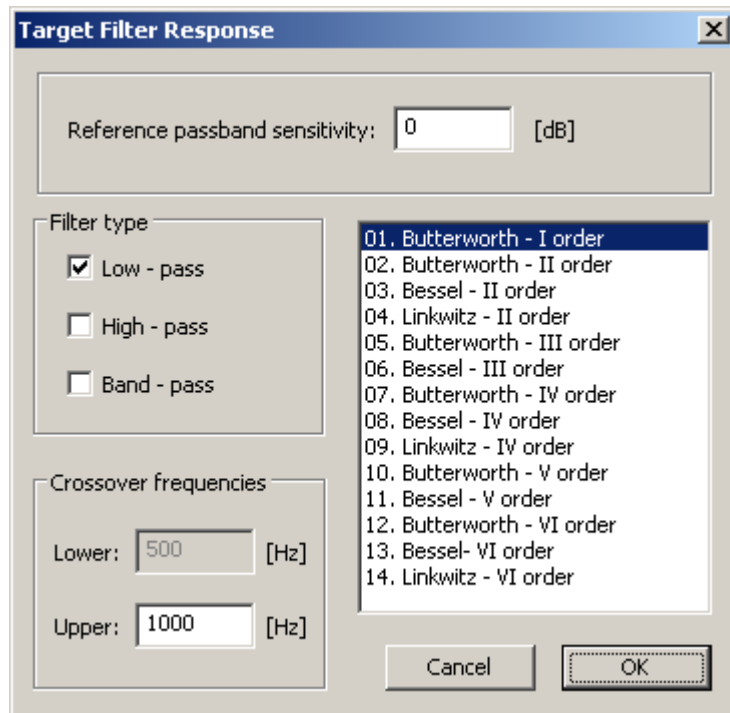 Target Filter Response
Reference passband sensitivity: 0 [dB]
Filter type
Low - pass
High - pass
Band - pass
01. Butterworth - I order
02. Butterworth - II order
03. Bessel - II order
04. Linkwitz - II order
05. Butterworth - III order
06. Bessel - III order
07. Butterworth - IV order
08. Bessel - IV order
09. Linkwitz - IV order
10. Butterworth - V order
11. Bessel - V order
12. Butterworth - VI order
13. Bessel- VI order
14. Linkwitz - VI order
Crossover frequencies
Lower: 500 [Hz]
Upper: 1000 [Hz]
Cancel OK